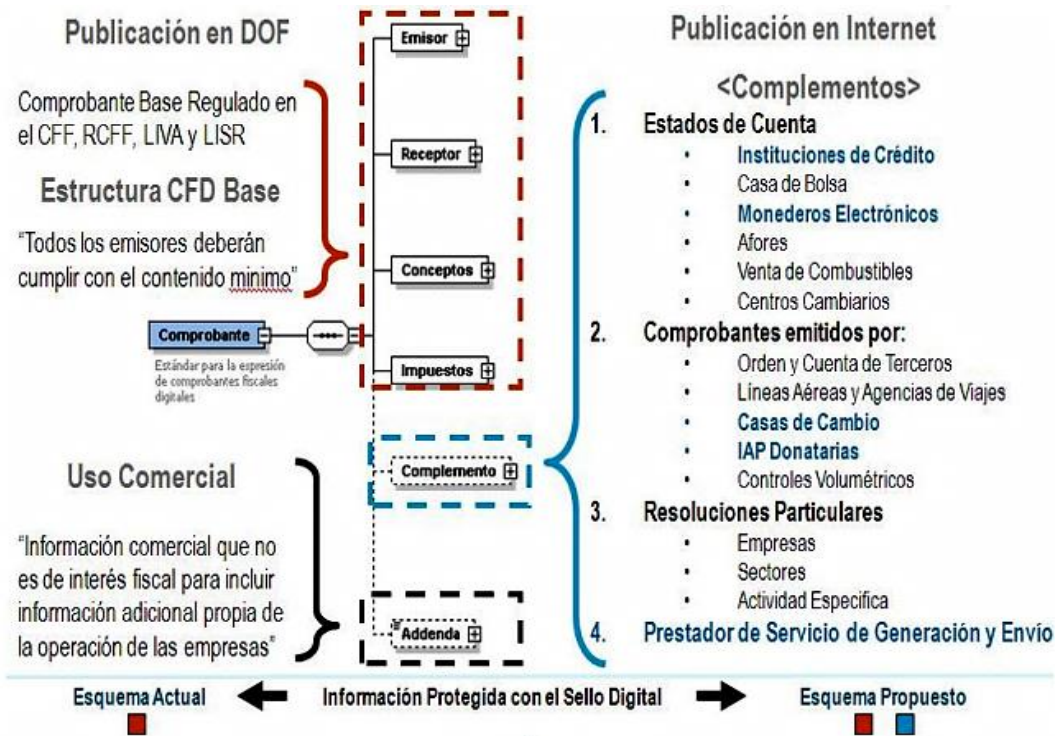 Publicación en DOF
Comprobante Base Regulado en
el CFF, RCFF, LIVA y LISR
Estructura CFD Base
“Todos los emisores deberán
cumplir con el contenido minimo”
Comprobante
Estándar para la expresión
de comprobantes fiscales
digitales
Uso Comercial
“Información comercial que no
es de interés fiscal para incluir
información adicional propia de
la operación de las empresas”
Emisor
Receptor
Conceptos
Impuestos
Complemento
Addenda
Publicación en Internet
<Complementos>
1. Estados de Cuenta
• Instituciones de Crédito
• Casa de Bolsa
• Monederos Electrónicos
• Afores
• Venta de Combustibles
• Centros Cambiarios
2. Comprobantes emitidos por:
• Orden y Cuenta de Terceros
• Líneas Aéreas y Agencias de Viajes
• Casas de Cambio
• IAP Donatarias
• Controles Volumétricos
3. Resoluciones Particulares
• Empresas
• Sectores
• Actividad Especifica
4. Prestador de Servicio de Generación y Envío
Esquema Actual
Información Protegida con el Sello Digital
Esquema Propuesto